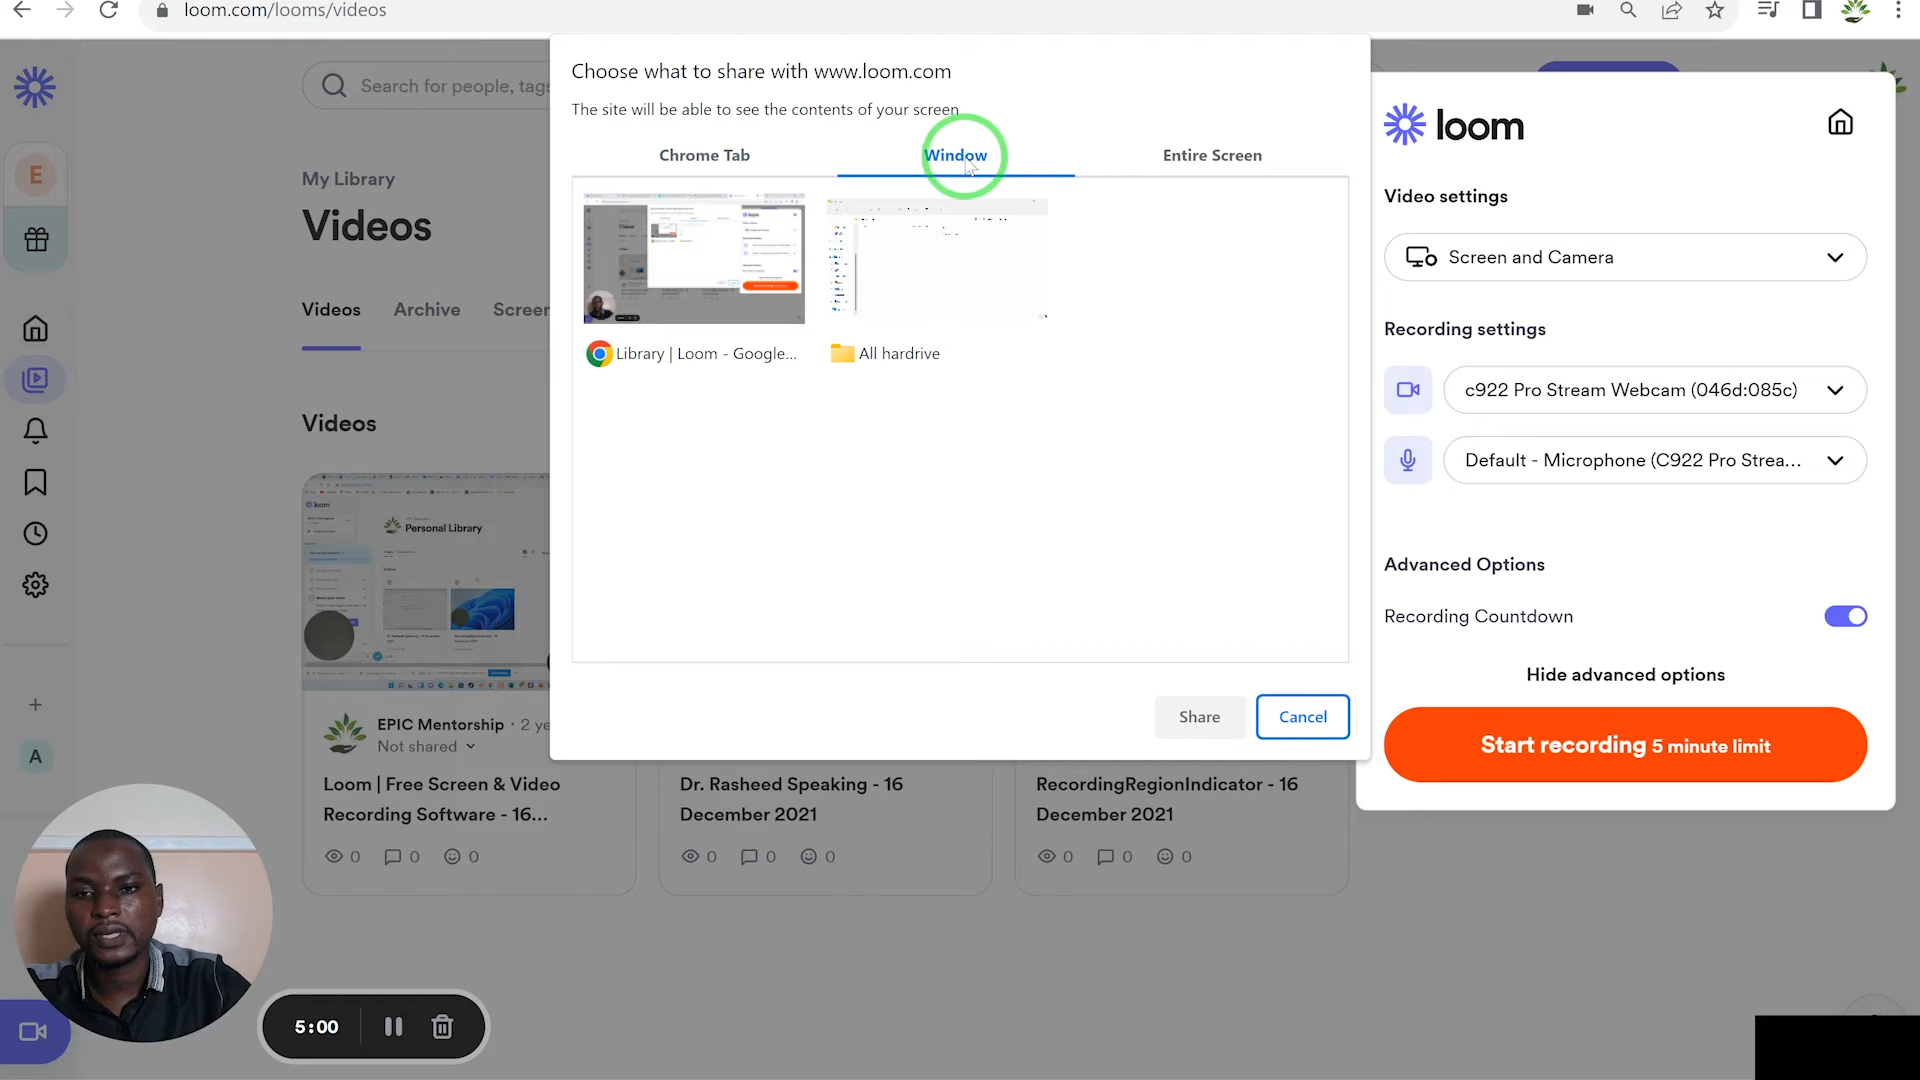 loom.com/looms/videos
Search for people, tags
E
My Library
Videos
Videos
Archive
Screen
Videos
Personal Library
EPIC Mentorship · 2 ye
Not shared
Loom | Free Screen & Video
Recording Software - 16...
0
0
0
Dr. Rasheed Speaking - 16
December 2021
0
0
0
RecordingRegionIndicator - 16
December 2021
0
0
0
A
5:00
Choose what to share with www.loom.com
The site will be able to see the contents of your screen
Chrome Tab
Window
Entire Screen
Library | Loom - Google...
All hardrive
Share
Cancel
loom
Video settings
Screen and Camera
Recording settings
c922 Pro Stream Webcam (046d:085c)
Default - Microphone (C922 Pro Strea...
Advanced Options
Recording Countdown
Hide advanced options
Start recording 5 minute limit